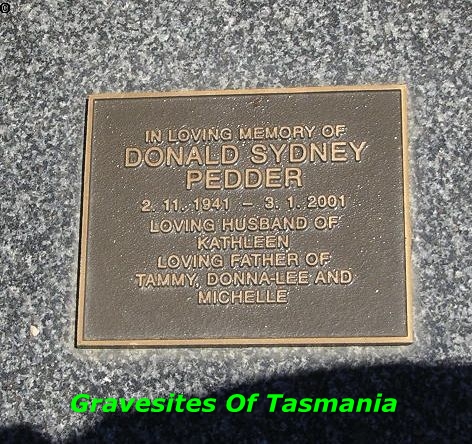 ©
IN LOVING MEMORY OF
DONALD SYDNEY
PEDDER
2. 11. 1941 – 3. 1. 2001
LOVING HUSBAND OF
KATHLEEN
LOVING FATHER OF
TAMMY, DONNA-LEE AND
MICHELLE
Gravesites Of Tasmania